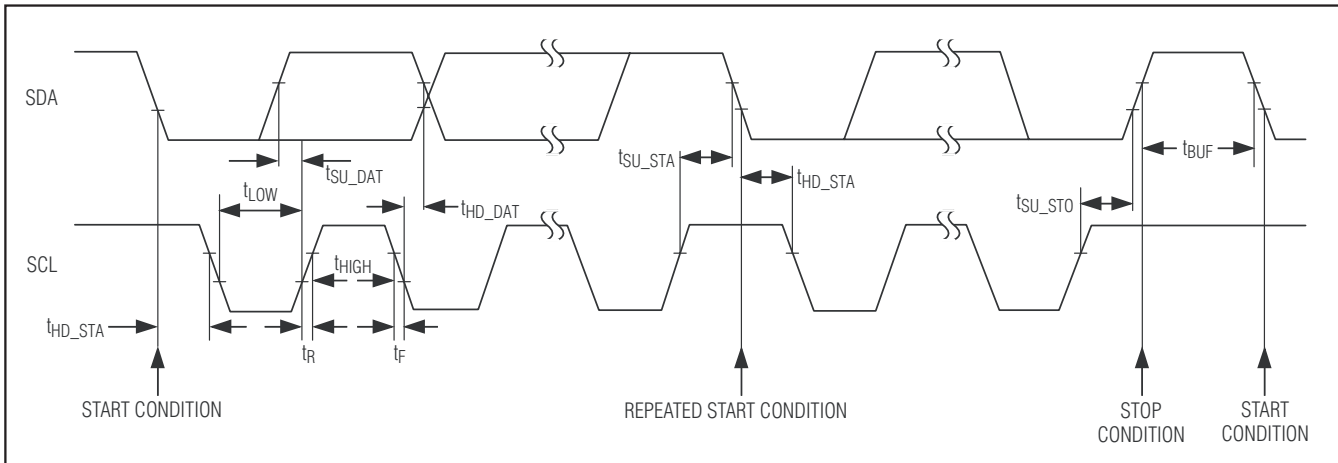 SDA
tSU_DAT
tLOW
tHD_DAT
tSU_STA
tHD_STA
tBUF
tSU_STO
SCL
tHIGH
tHD_STA
tR
tF
START CONDITION
REPEATED START CONDITION
STOP
CONDITION
START
CONDITION